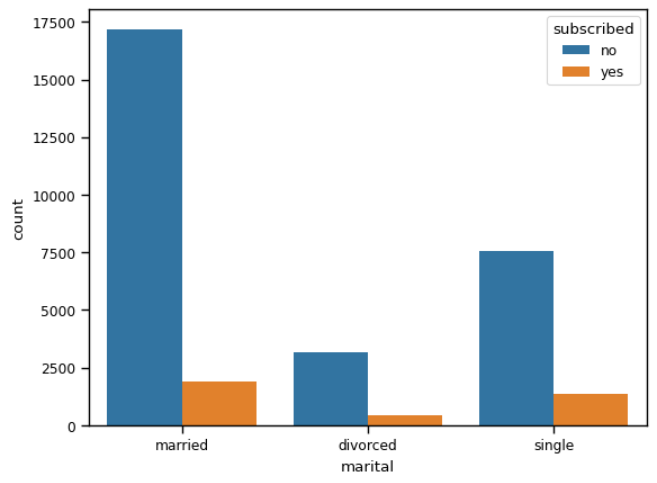 17500
15000
12500
10000
7500
5000
2500
0
count
subscribed
no
yes
married divorced single
marital